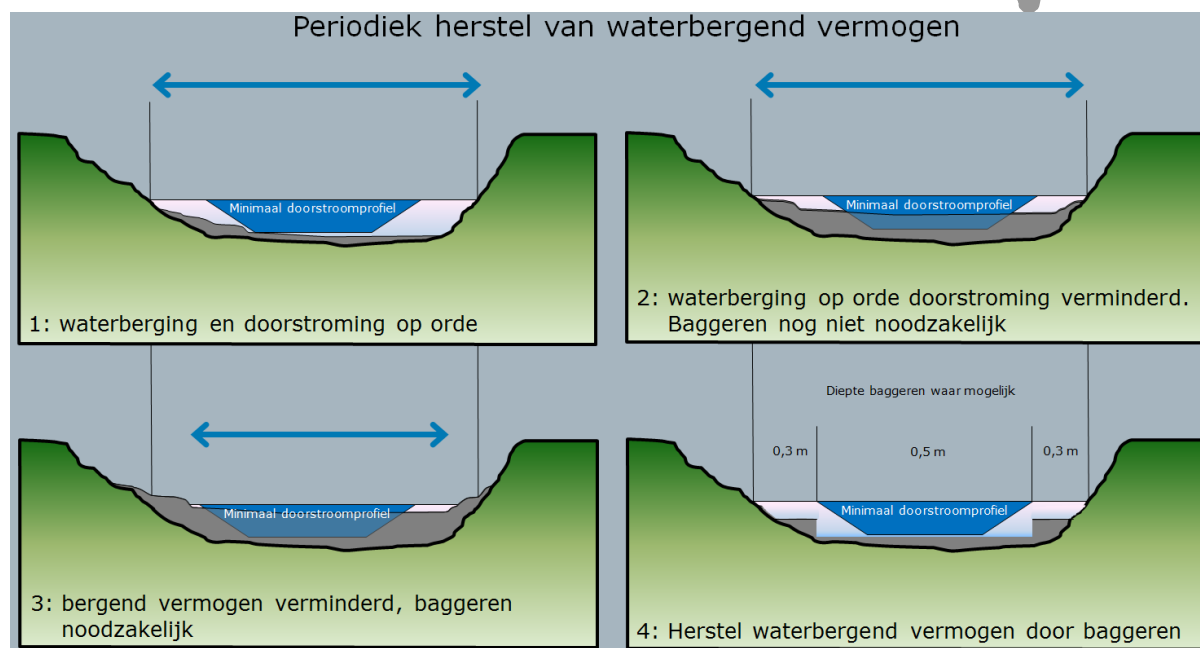 Periodiek herstel van waterbergend vermogen
Minimaal doorstroomprofiel
1: waterberging en doorstroming op orde
Minimaal doorstroomprofiel
2: waterberging op orde doorstroming verminderd.
Baggeren nog niet noodzakelijk
Minimaal doorstroomprofiel
3: bergend vermogen verminderd, baggeren
noodzakelijk
Diepte baggeren waar mogelijk
0,3 m 0,5 m 0,3 m
Minimaal doorstroomprofiel
4: Herstel waterbergend vermogen door baggeren